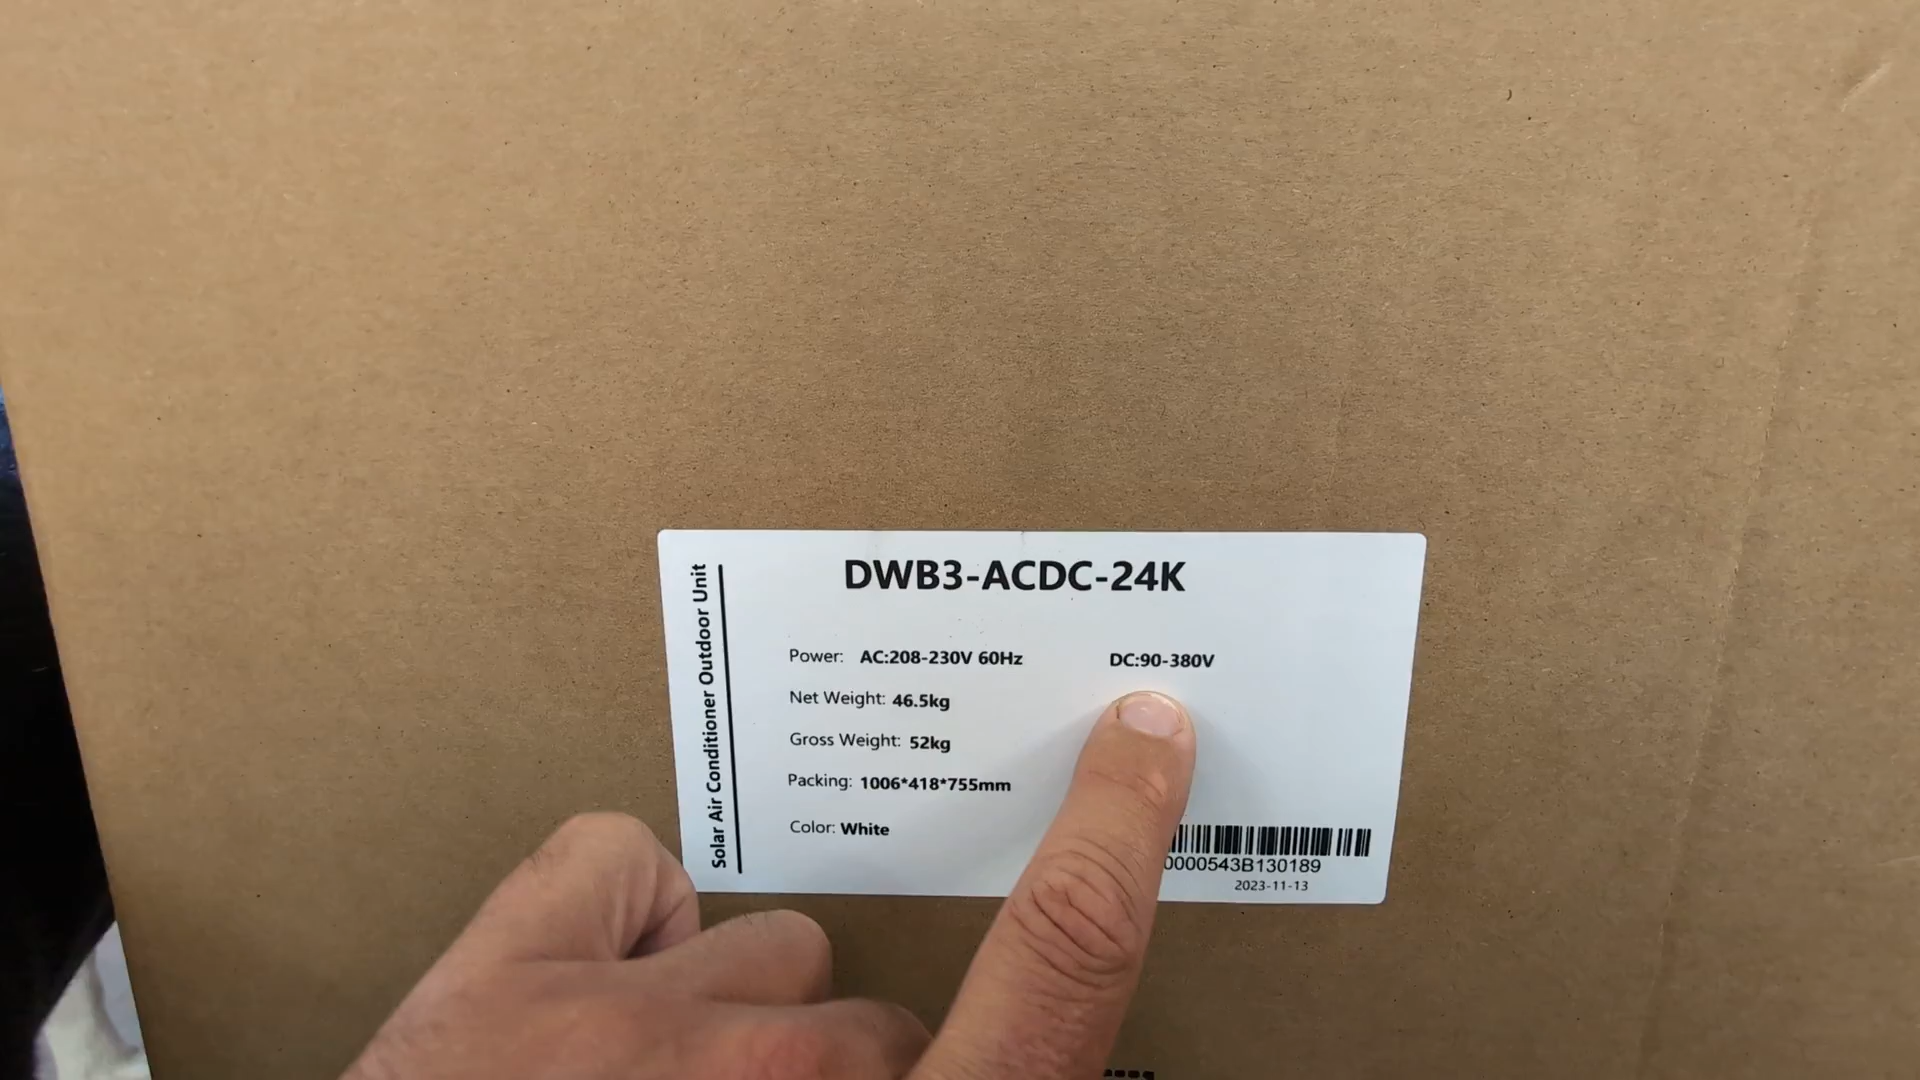 Solar Air Conditioner Outdoor Unit
DWB3-ACDC-24K
Power: AC:208-230V 60Hz DC:90-380V
Net Weight: 46.5kg
Gross Weight: 52kg
Packing: 1006*418*755mm
Color: White
0000543B130189
2023-11-13